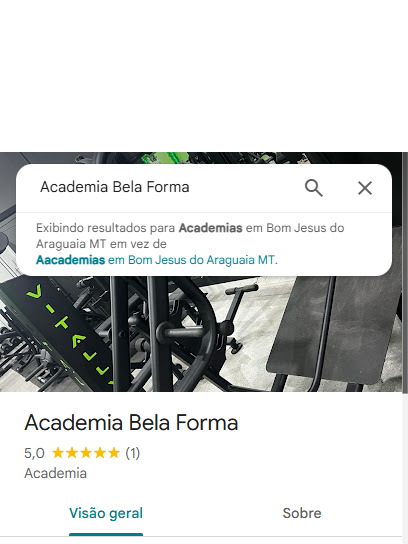 Academia Bela Forma
Exibindo resultados para Academias em Bom Jesus do
Araguaia MT em vez de
Aacademias em Bom Jesus do Araguaia MT.
VITALLY
Academia Bela Forma
5,0 ★★★★★ (1)
Academia
Visão geral
Sobre